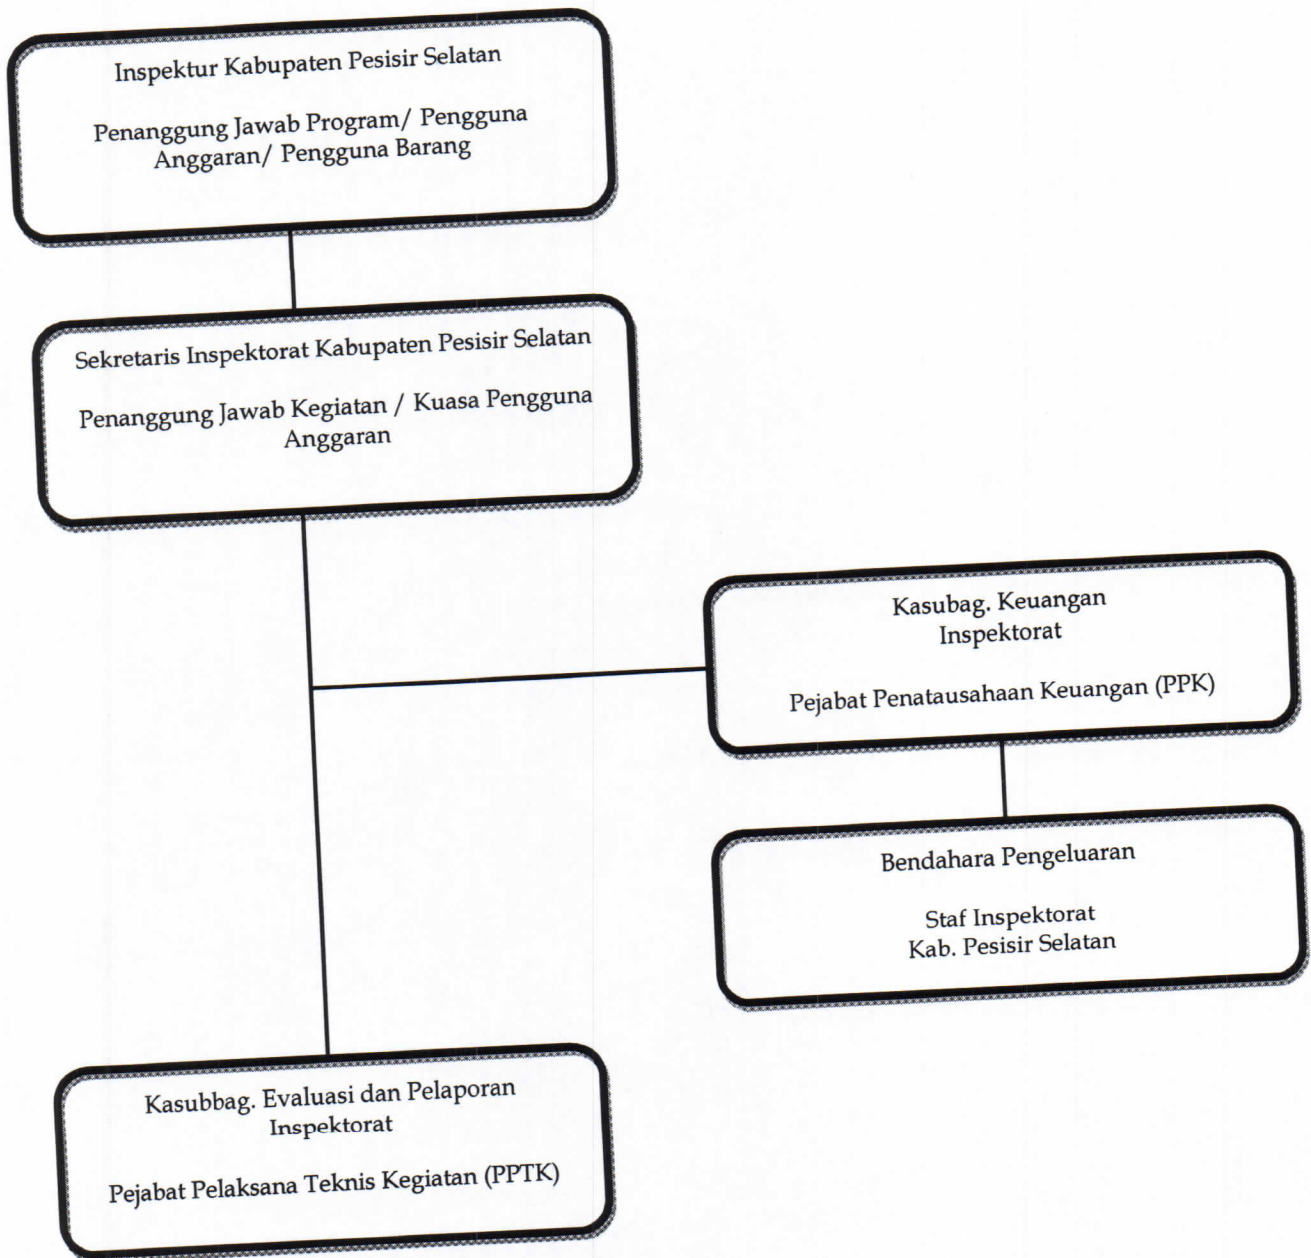 Inspektur Kabupaten Pesisir Selatan
Penanggung Jawab Program/ Pengguna
Anggaran/ Pengguna Barang
Sekretaris Inspektorat Kabupaten Pesisir Selatan
Penanggung Jawab Kegiatan / Kuasa Pengguna
Anggaran
Kasubag. Keuangan
Inspektorat
Pejabat Penatausahaan Keuangan (PPK)
Bendahara Pengeluaran
Staf Inspektorat
Kab. Pesisir Selatan
Kasubbag. Evaluasi dan Pelaporan
Inspektorat
Pejabat Pelaksana Teknis Kegiatan (PPTK)